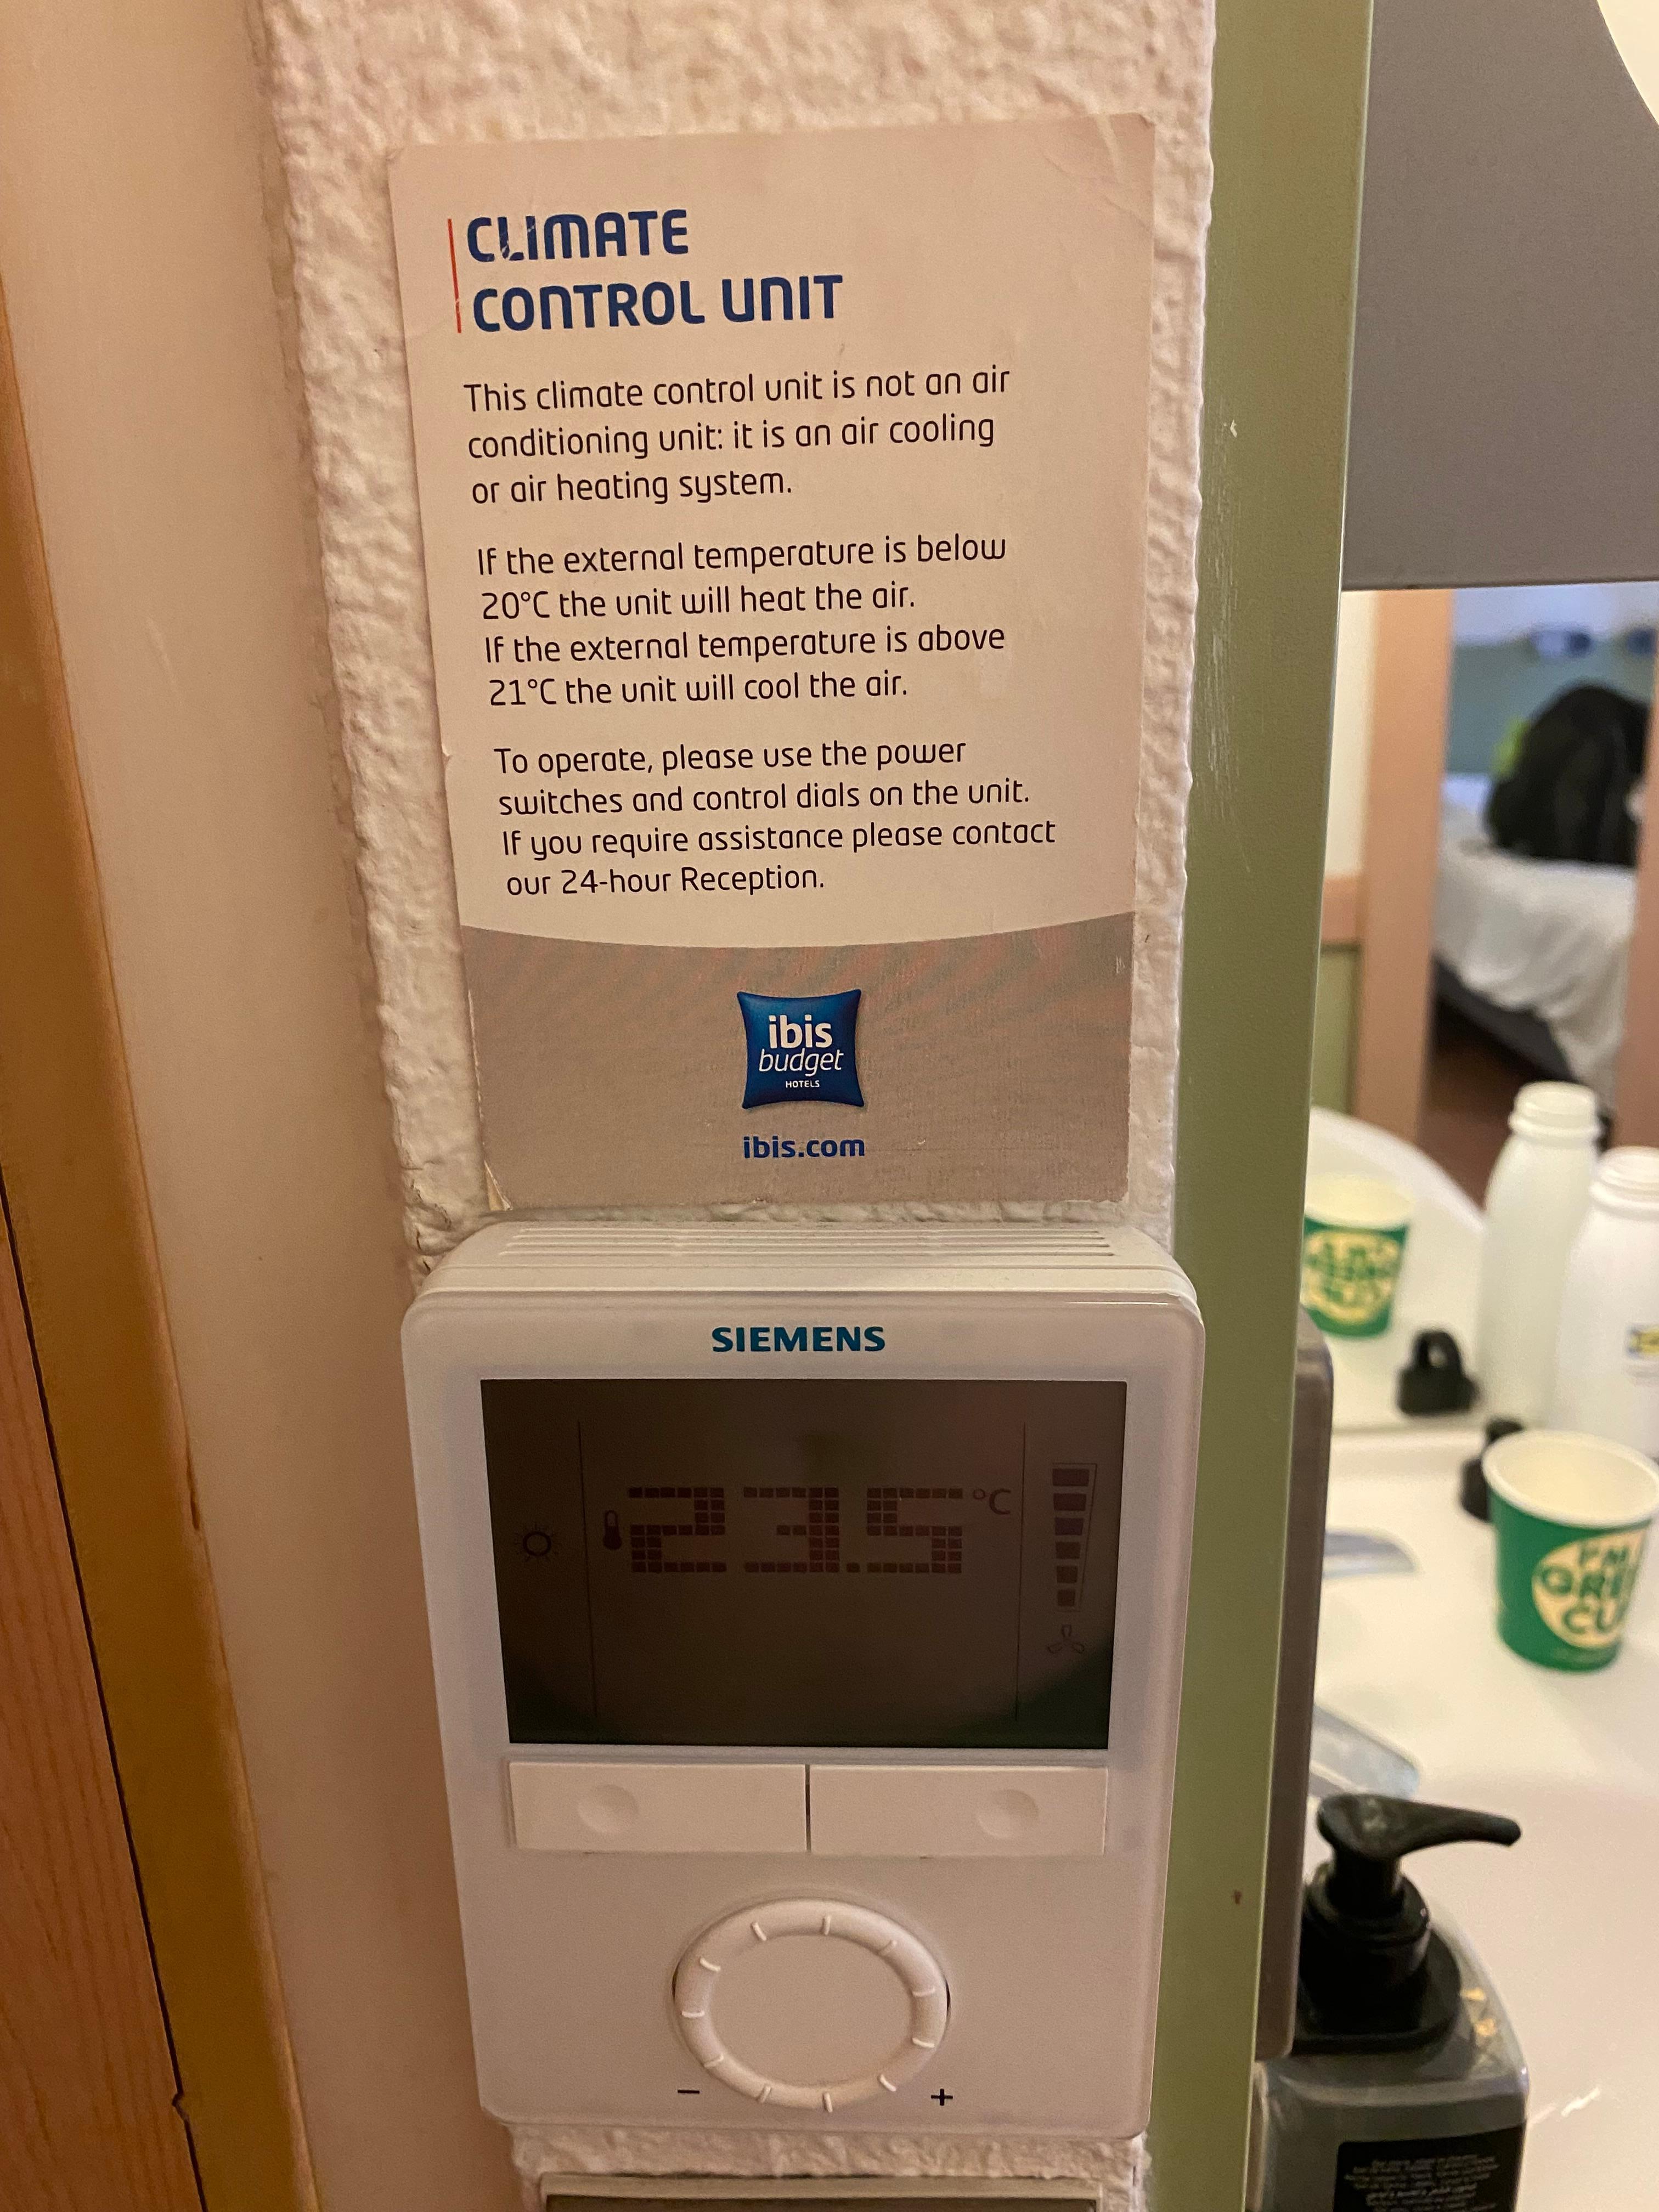 CLIMATE
CONTROL UNIT
This climate control unit is not an air
conditioning unit: it is an air cooling
or air heating system.
If the external temperature is below
20°C the unit will heat the air.
If the external temperature is above
21°C the unit will cool the air.
To operate, please use the power
switches and control dials on the unit.
If you require assistance please contact
our 24-hour Reception.
ibis
budget
HOTELS
ibis.com
SIEMENS
23.5 °C
- +
I'M